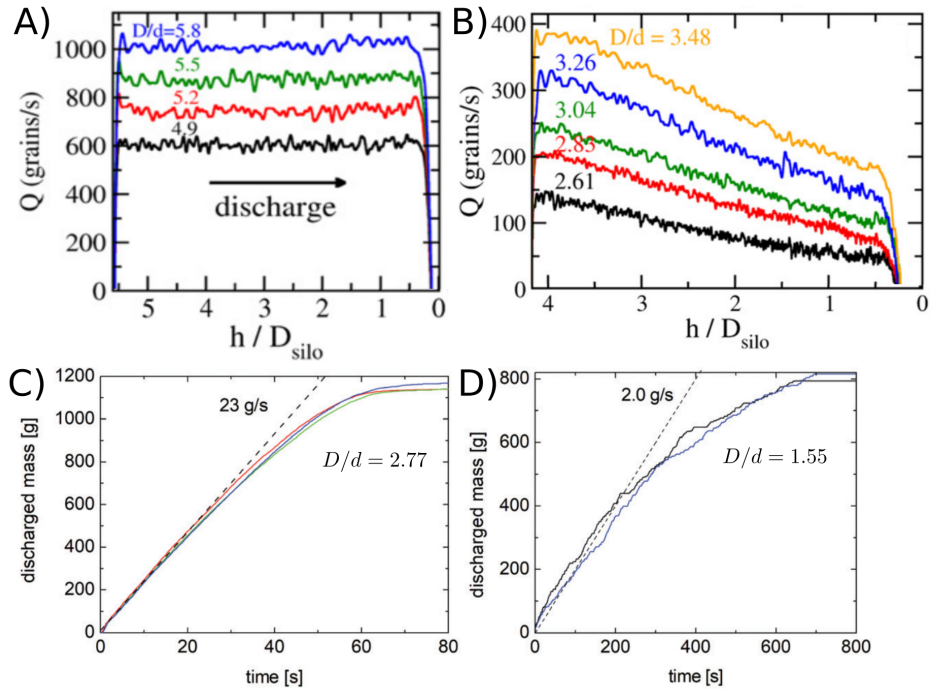 A)
Q (grains/s)
1000
800
600
400
200
0
D/d=5.8
5.5
5.2
4.9
discharge
5 4 3 2 1 0
h / D_silo
B)
Q (grains/s)
400
300
200
100
0
D/d = 3.48
3.26
3.04
2.83
2.61
4 3 2 1 0
h / D_silo
C)
discharged mass [g]
1200
1000
800
600
400
200
0
23 g/s
D/d = 2.77
0 20 40 60 80
time [s]
D)
discharged mass [g]
800
600
400
200
0
2.0 g/s
D/d = 1.55
0 200 400 600 800
time [s]